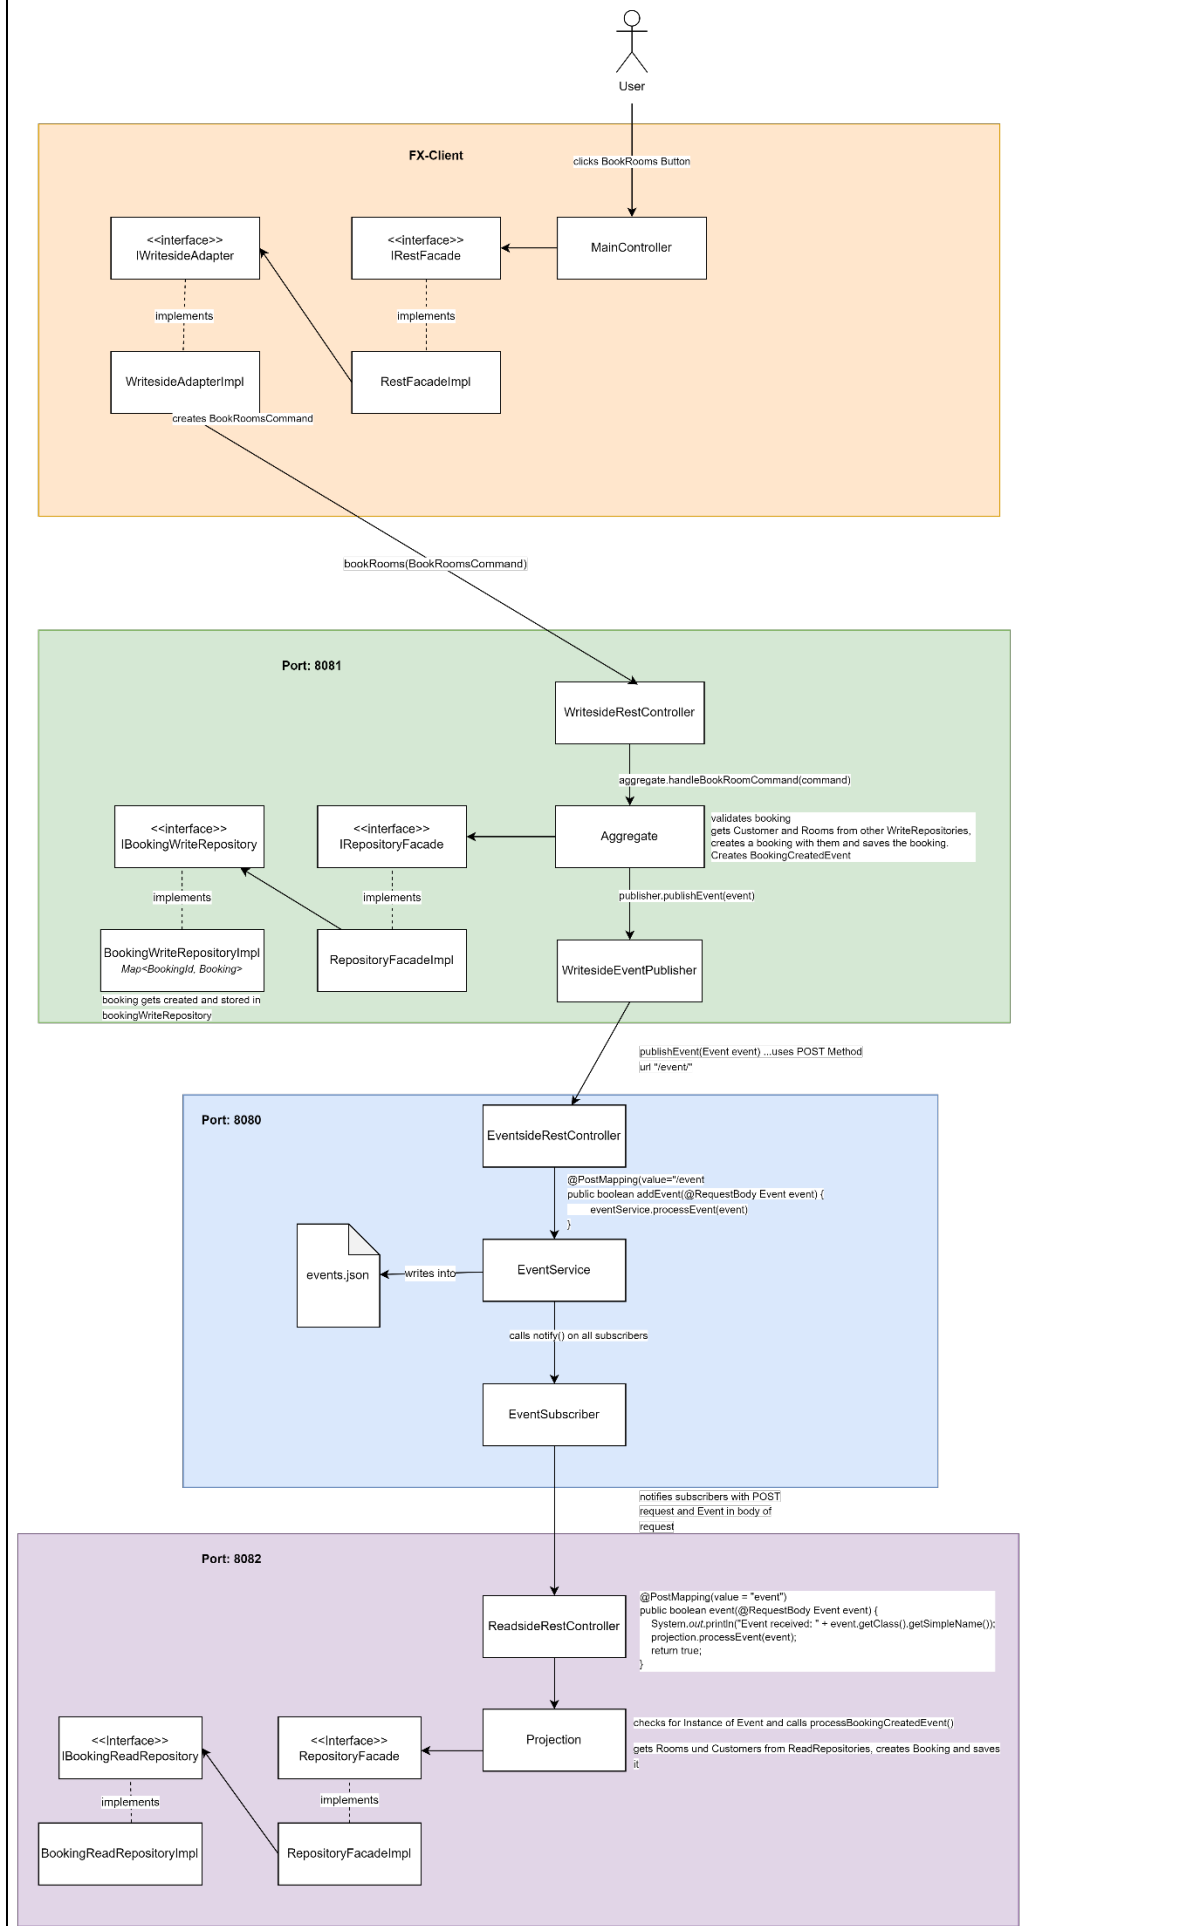 User
FX-Client
clicks BookRooms Button
<<interface>>
IWritesideAdapter
<<interface>>
IRestFacade
MainController
implements
implements
WritesideAdapterImpl
RestFacadeImpl
creates BookRoomsCommand
bookRooms(BookRoomsCommand)
Port: 8081
WritesideRestController
aggregate.handleBookRoomCommand(command)
<<interface>>
IBookingWriteRepository
<<interface>>
IRepositoryFacade
Aggregate
validates booking
gets Customer and Rooms from other WriteRepositories,
creates a booking with them and saves the booking.
Creates BookingCreatedEvent
implements
implements
publisher.publishEvent(event)
BookingWriteRepositoryImpl
Map<BookingId, Booking>
RepositoryFacadeImpl
WritesideEventPublisher
booking gets created and stored in
bookingWriteRepository
publishEvent(Event event) ...uses POST Method
url "/event/"
Port: 8080
EventsideRestController
@PostMapping(value="/event
public boolean addEvent(@RequestBody Event event) {
eventService.processEvent(event)
}
events.json
writes into
EventService
calls notify() on all subscribers
EventSubscriber
notifies subscribers with POST
request and Event in body of
request
Port: 8082
ReadsideRestController
@PostMapping(value = "event")
public boolean event(@RequestBody Event event) {
System.out.println("Event received: " + event.getClass().getSimpleName());
projection.processEvent(event);
return true;
}
<<Interface>>
IBookingReadRepository
<<Interface>>
RepositoryFacade
Projection
checks for Instance of Event and calls processBookingCreatedEvent()
gets Rooms und Customers from ReadRepositories, creates Booking and saves
it
implements
implements
BookingReadRepositoryImpl
RepositoryFacadeImpl